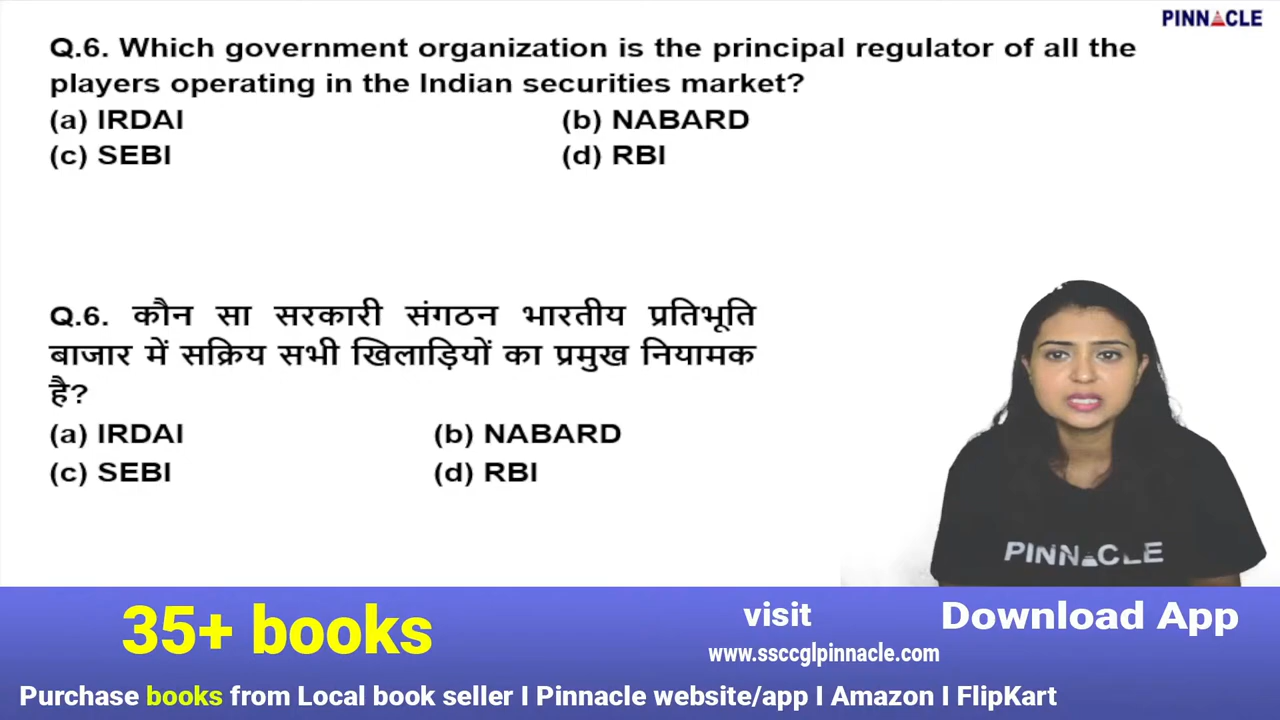 PINNACLE
Q.6. Which government organization is the principal regulator of all the
players operating in the Indian securities market?
(a) IRDAI (b) NABARD
(c) SEBI (d) RBI
Q.6. कौन सा सरकारी संगठन भारतीय प्रतिभूति
बाजार में सक्रिय सभी खिलाड़ियों का प्रमुख नियामक
है?
(a) IRDAI (b) NABARD
(c) SEBI (d) RBI
PINNACLE
35+ books
visit
www.ssccglpinnacle.com
Download App
Purchase books from Local book seller I Pinnacle website/app I Amazon I FlipKart